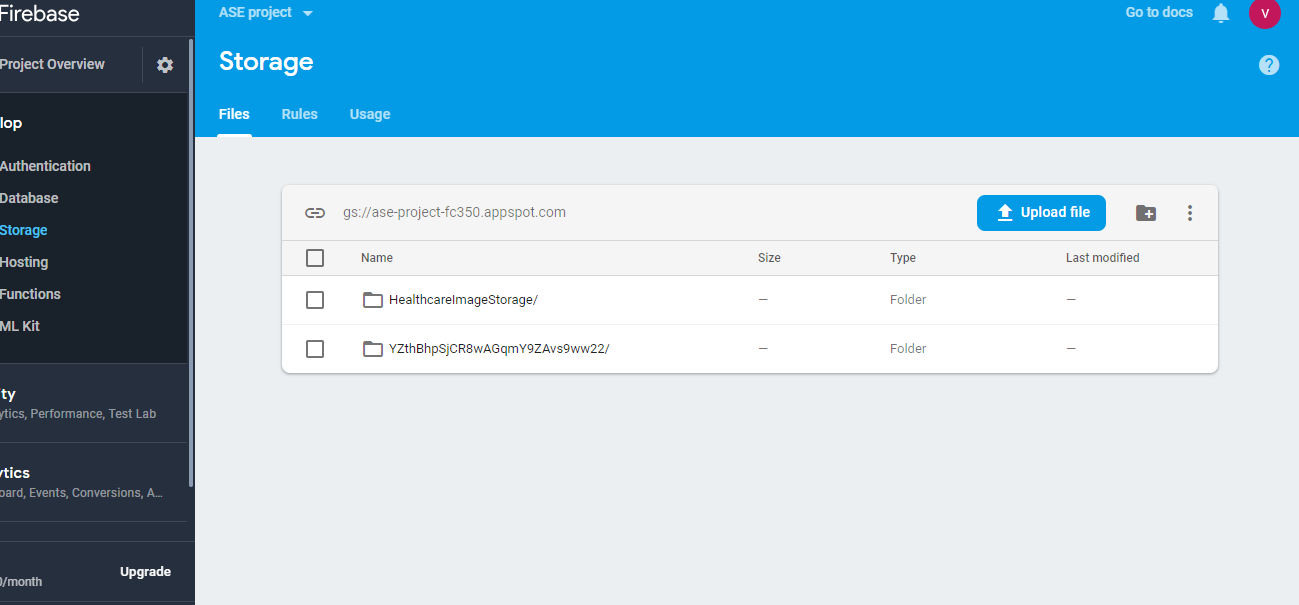 Firebase
Project Overview
lop
Authentication
Database
Storage
Hosting
Functions
ML Kit
ty
ytics, Performance, Test Lab
ytics
oard, Events, Conversions, A...
0/month
Upgrade
ASE project
Go to docs
V
Storage
?
Files Rules Usage
gs://ase-project-fc350.appspot.com
Upload file
Name Size Type Last modified
HealthcareImageStorage/ — Folder —
YZthBhpSjCR8wAGqmY9ZAvs9ww22/ — Folder —